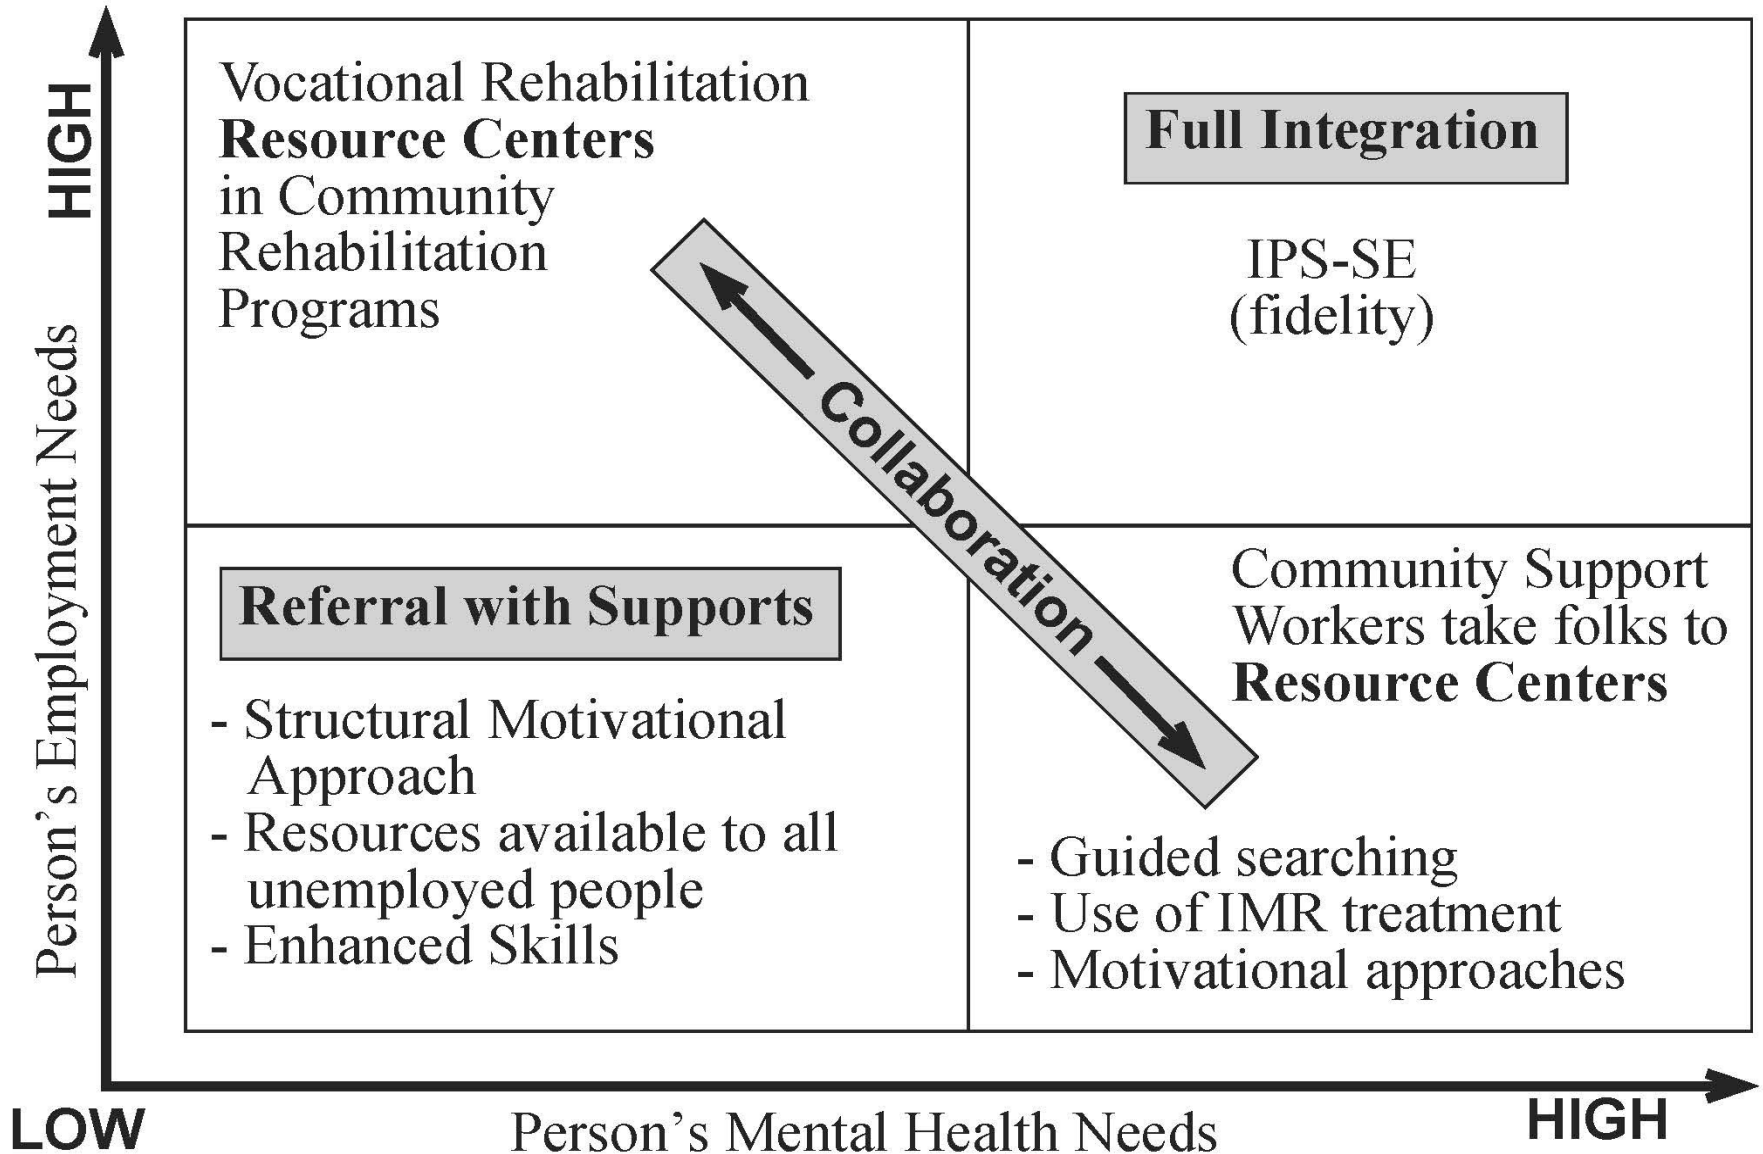 HIGH
Person's Employment Needs
Vocational Rehabilitation
Resource Centers
in Community
Rehabilitation
Programs
Full Integration
IPS-SE
(fidelity)
Collaboration
Referral with Supports
- Structural Motivational
Approach
- Resources available to all
unemployed people
- Enhanced Skills
Community Support
Workers take folks to
Resource Centers
- Guided searching
- Use of IMR treatment
- Motivational approaches
LOW
Person's Mental Health Needs
HIGH